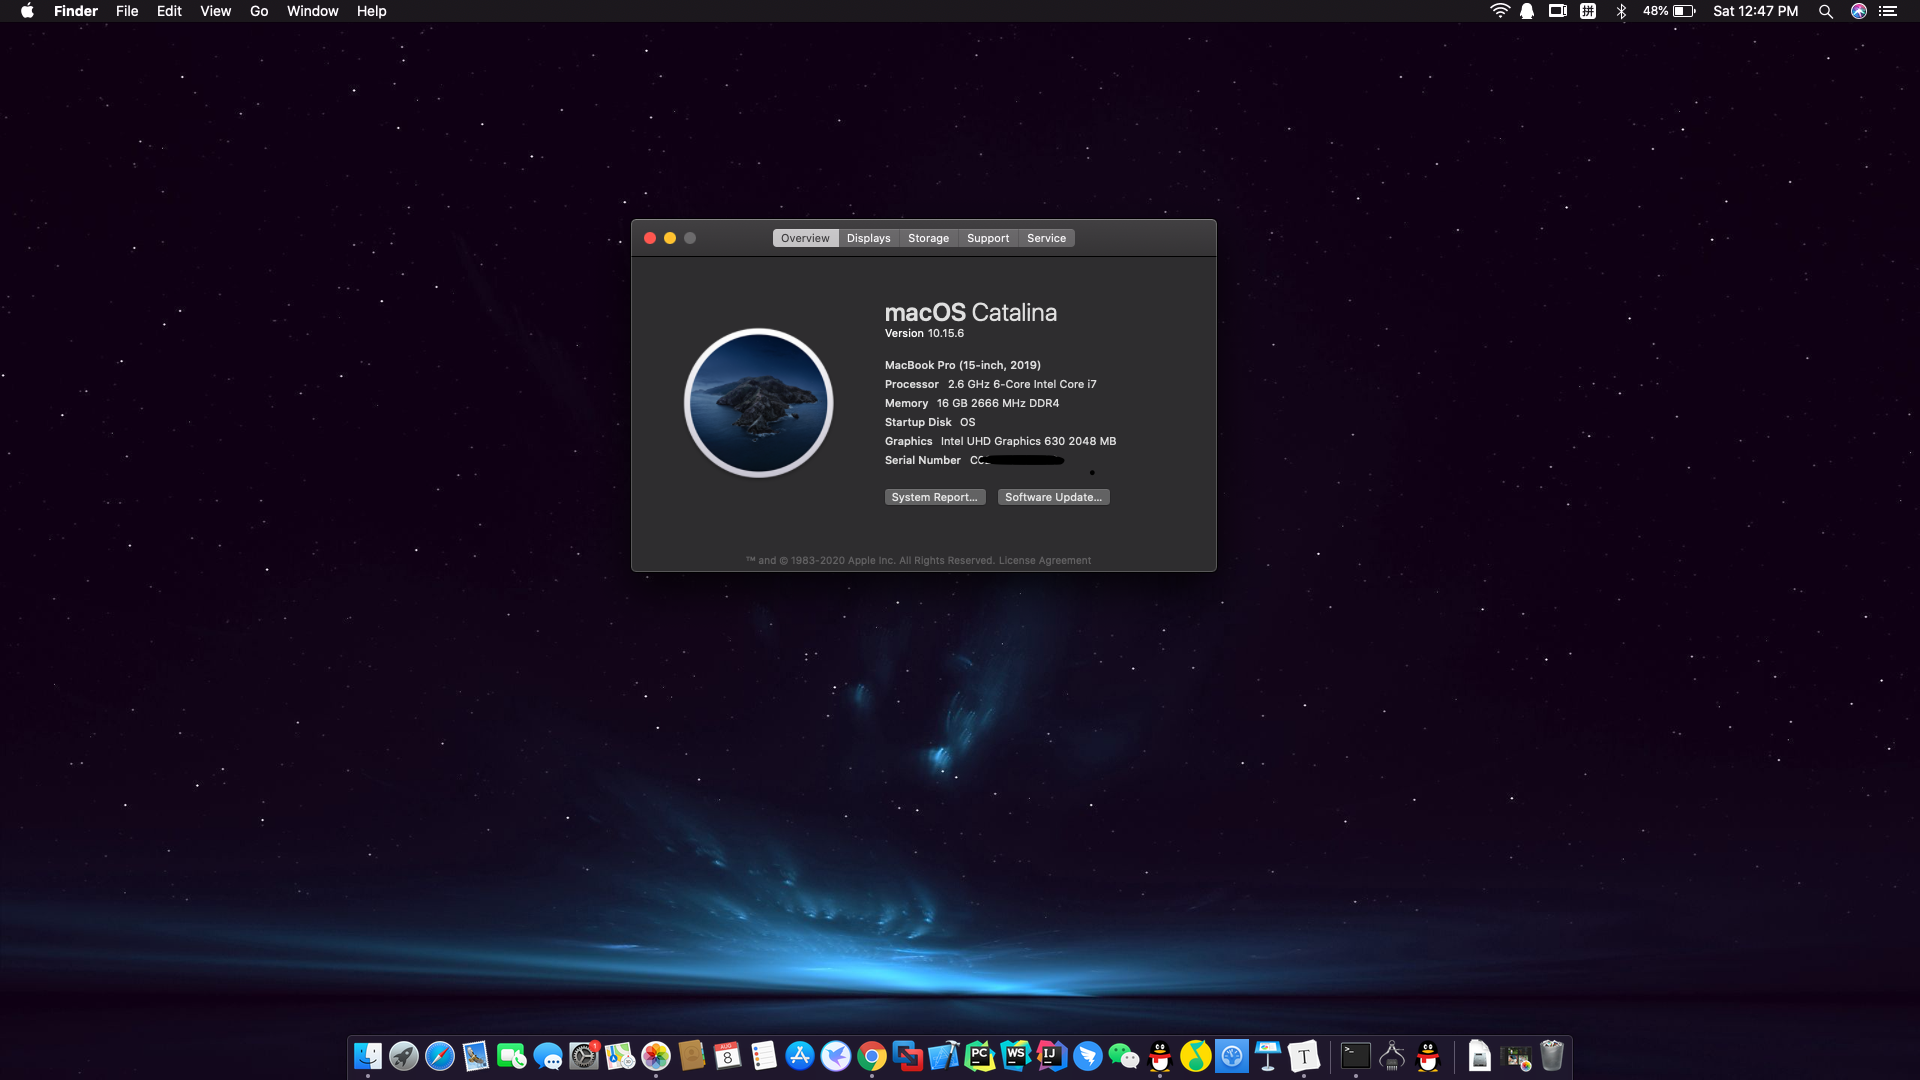 Finder File Edit View Go Window Help
拼 48% Sat 12:47 PM
Overview Displays Storage Support Service
macOS Catalina
Version 10.15.6
MacBook Pro (15-inch, 2019)
Processor 2.6 GHz 6-Core Intel Core i7
Memory 16 GB 2666 MHz DDR4
Startup Disk OS
Graphics Intel UHD Graphics 630 2048 MB
Serial Number
System Report... Software Update...
™ and © 1983-2020 Apple Inc. All Rights Reserved. License Agreement
1 AUG 8 PC WS IJ T >_